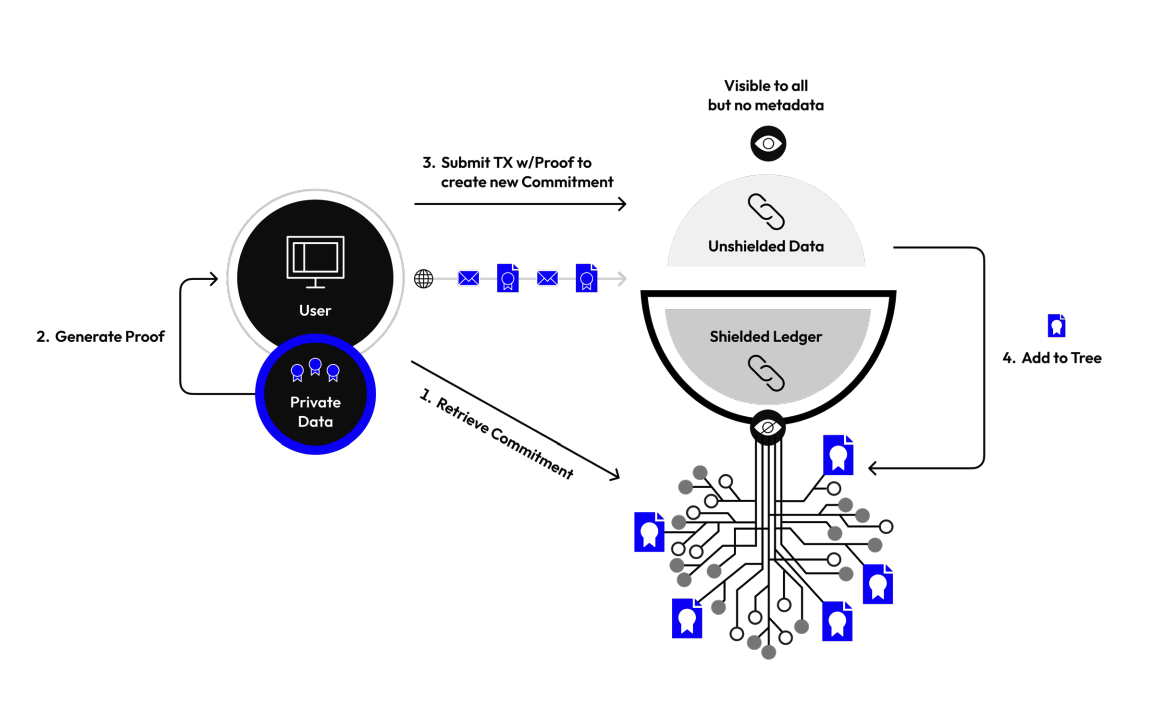 Visible to all
but no metadata
3. Submit TX w/Proof to
create new Commitment
Unshielded Data
User
2. Generate Proof
Shielded Ledger
4. Add to Tree
Private
Data
1. Retrieve Commitment